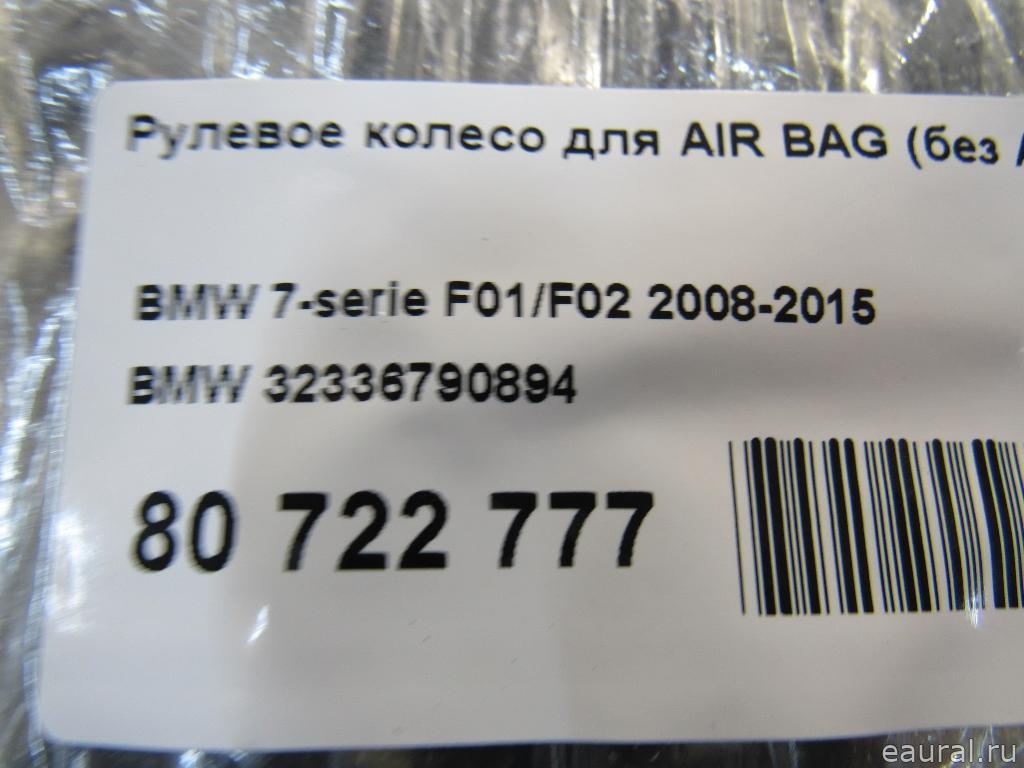 Рулевое колесо для AIR BAG (без
BMW 7-serie F01/F02 2008-2015
BMW 32336790894
80 722 777
eaural.ru